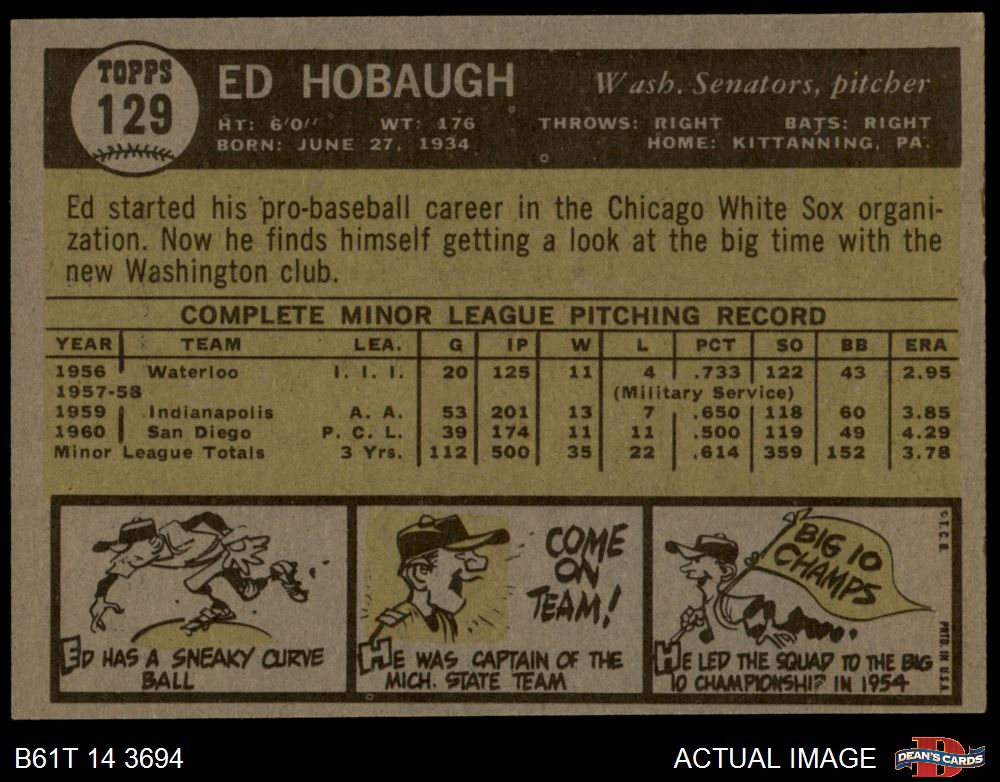 TOPPS
129
ED HOBAUGH
Wash. Senators, pitcher
HT: 6'0" WT: 176 THROWS: RIGHT BATS: RIGHT
BORN: JUNE 27, 1934 HOME: KITTANNING, PA.
Ed started his pro-baseball career in the Chicago White Sox organi-
zation. Now he finds himself getting a look at the big time with the
new Washington club.
COMPLETE MINOR LEAGUE PITCHING RECORD
YEAR TEAM LEA. G IP W L PCT SO BB ERA
1956 Waterloo I. I. I. 20 125 11 4 .733 122 43 2.95
1957-58 (Military Service)
1959 Indianapolis A. A. 53 201 13 7 .650 118 60 3.85
1960 San Diego P. C. L. 39 174 11 11 .500 119 49 4.29
Minor League Totals 3 Yrs. 112 500 35 22 .614 359 152 3.78
ED HAS A SNEAKY CURVE
BALL
COME
ON
TEAM!
HE WAS CAPTAIN OF THE
MICH. STATE TEAM
BIG 10
CHAMPS
HE LED THE SQUAD TO THE BIG
10 CHAMPIONSHIP IN 1954
© T.C.G. PRTD. IN U.S.A.
B61T 14 3694
ACTUAL IMAGE
D
DEAN'S CARDS